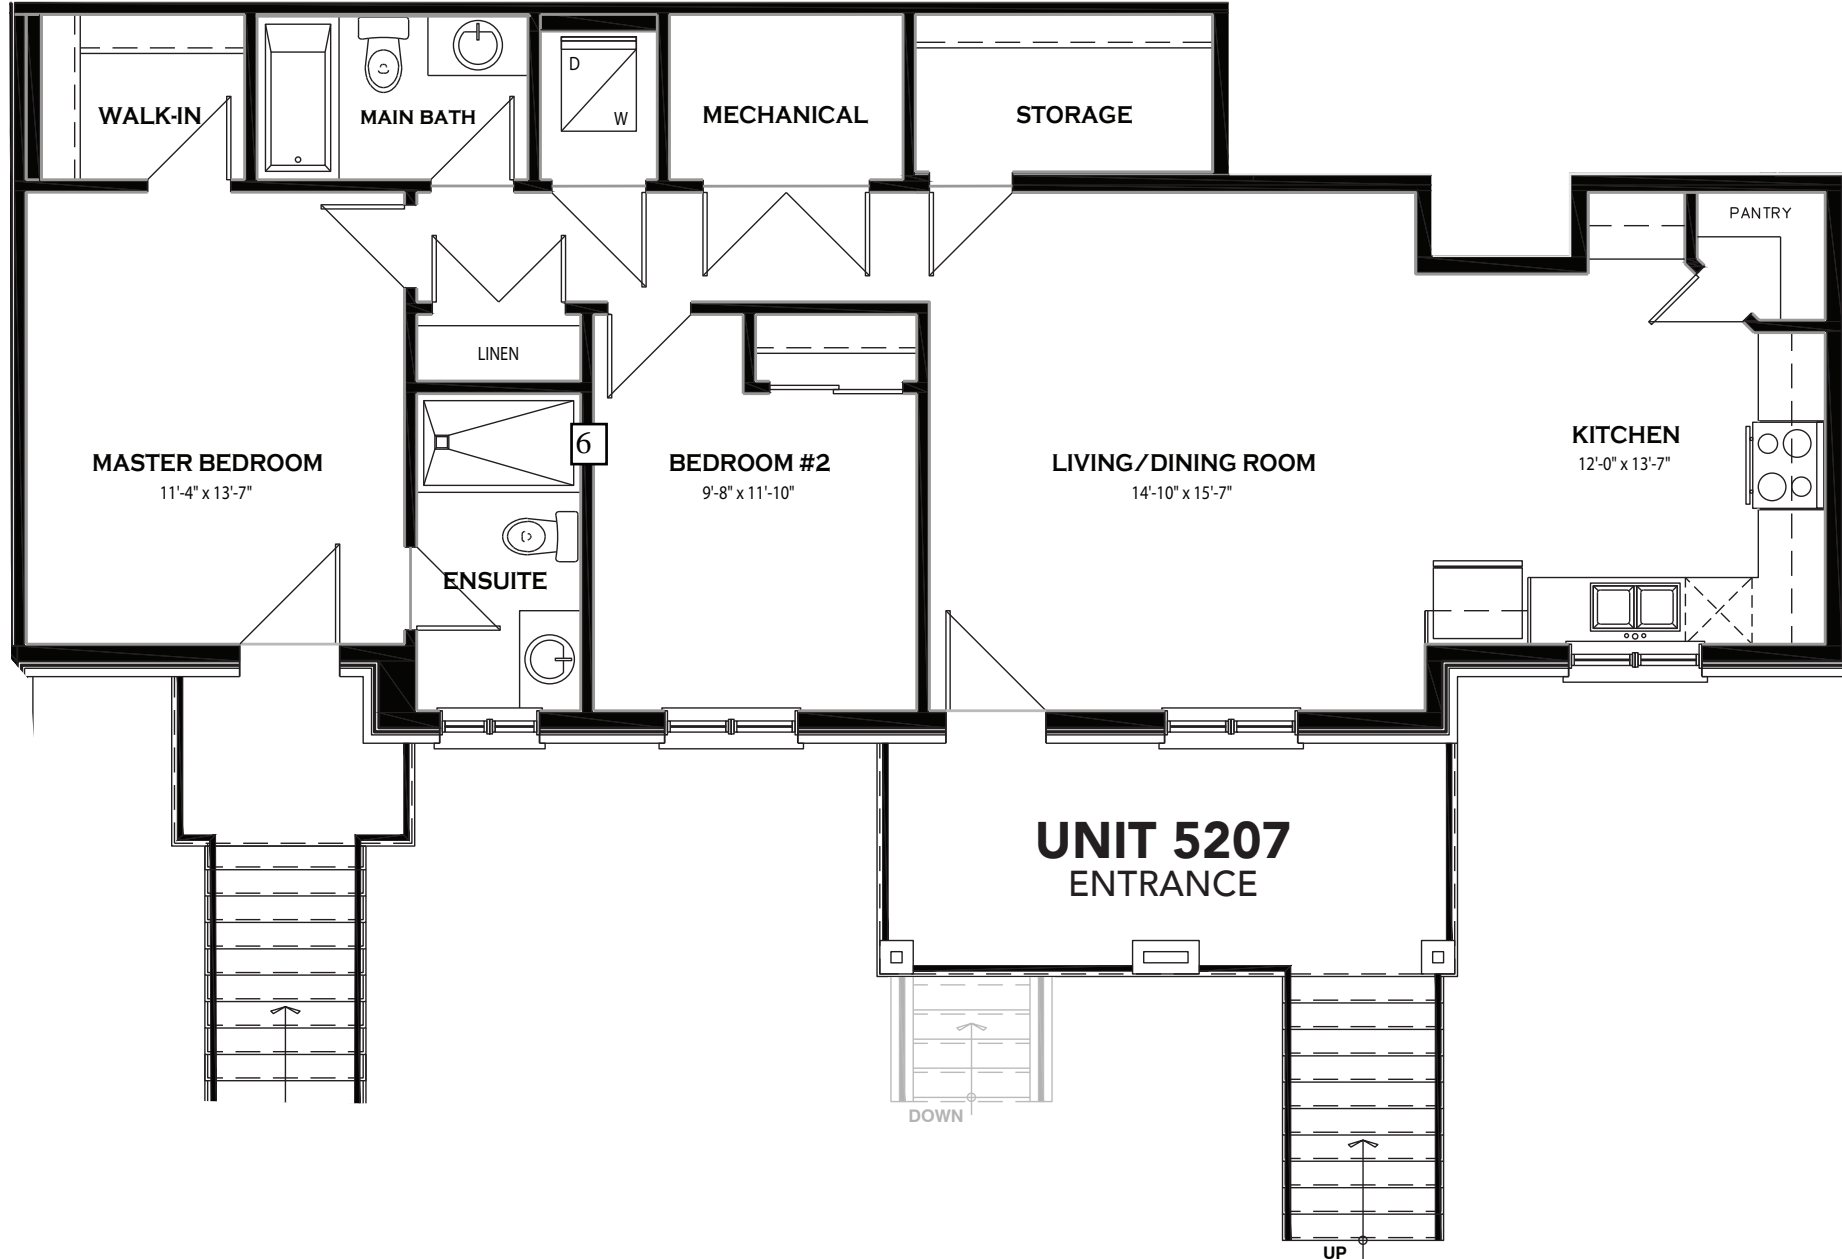 D
W
WALK-IN
MAIN BATH
MECHANICAL
STORAGE
PANTRY
LINEN
MASTER BEDROOM
11'-4" x 13'-7"
6
BEDROOM #2
9'-8" x 11'-10"
LIVING/DINING ROOM
14'-10" x 15'-7"
KITCHEN
12'-0" x 13'-7"
ENSUITE
UNIT 5207
ENTRANCE
DOWN
UP